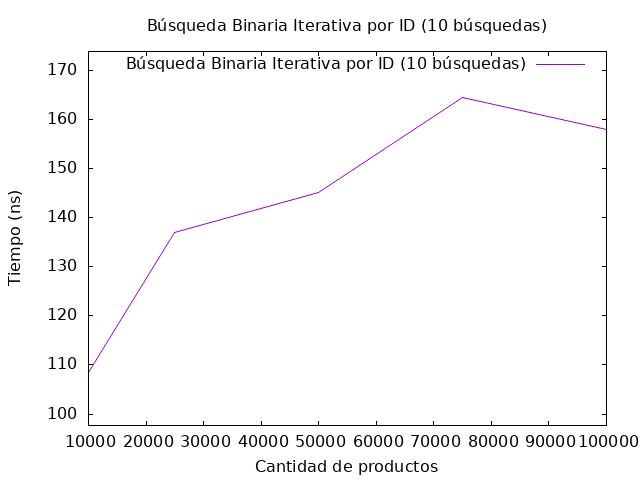 Búsqueda Binaria Iterativa por ID (10 búsquedas)
Búsqueda Binaria Iterativa por ID (10 búsquedas)
170
160
150
140
130
120
110
100
Tiempo (ns)
10000 20000 30000 40000 50000 60000 70000 80000 90000 100000
Cantidad de productos